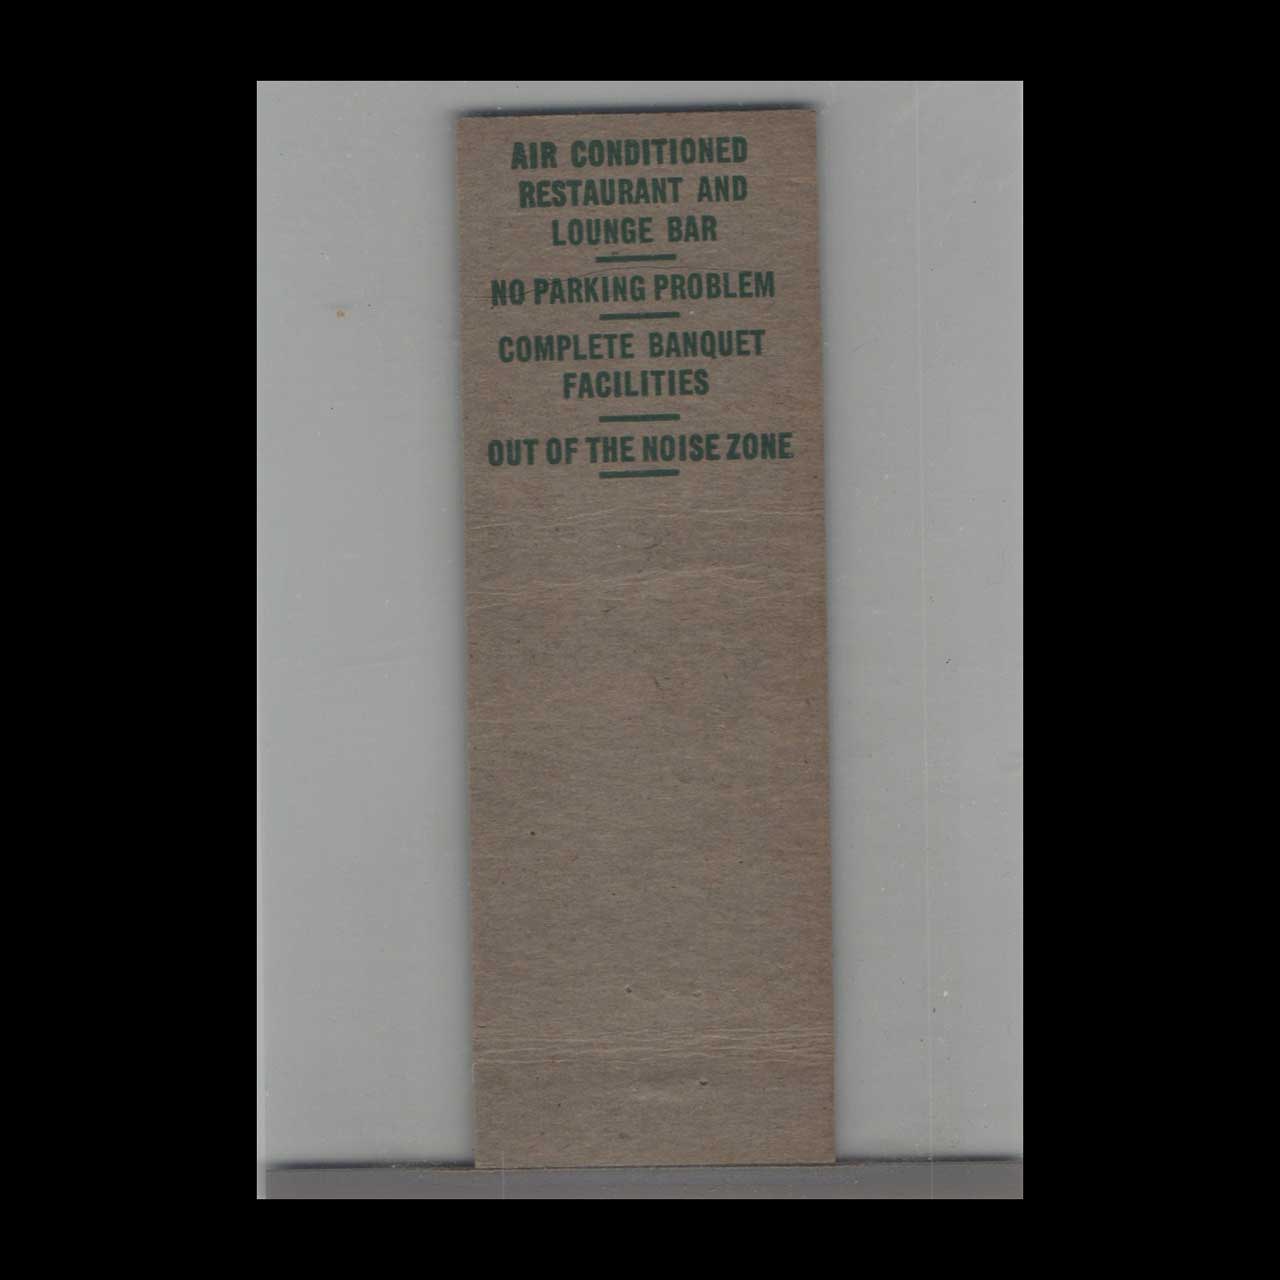 AIR CONDITIONED
RESTAURANT AND
LOUNGE BAR
NO PARKING PROBLEM
COMPLETE BANQUET
FACILITIES
OUT OF THE NOISE ZONE